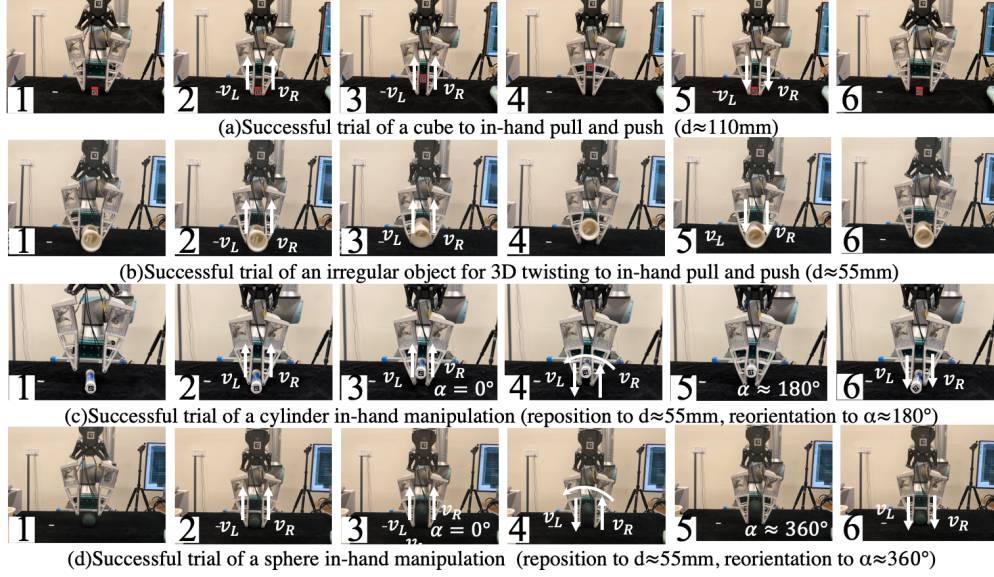 1 2 -v_L v_R 3 -v_L v_R 4 5 -v_L v_R 6
(a)Successful trial of a cube to in-hand pull and push (d≈110mm)
1 2 -v_L v_R 3 v_L v_R 4 5 v_L v_R 6
(b)Successful trial of an irregular object for 3D twisting to in-hand pull and push (d≈55mm)
1 2 v_L v_R 3 v_L v_R α = 0° 4 v_L v_R 5 α ≈ 180° 6 v_L v_R
(c)Successful trial of a cylinder in-hand manipulation (reposition to d≈55mm, reorientation to α≈180°)
1 2 -v_L v_R 3 -v_L v_R α = 0° 4 v_L v_R 5 α ≈ 360° 6 v_L v_R
(d)Successful trial of a sphere in-hand manipulation (reposition to d≈55mm, reorientation to α≈360°)